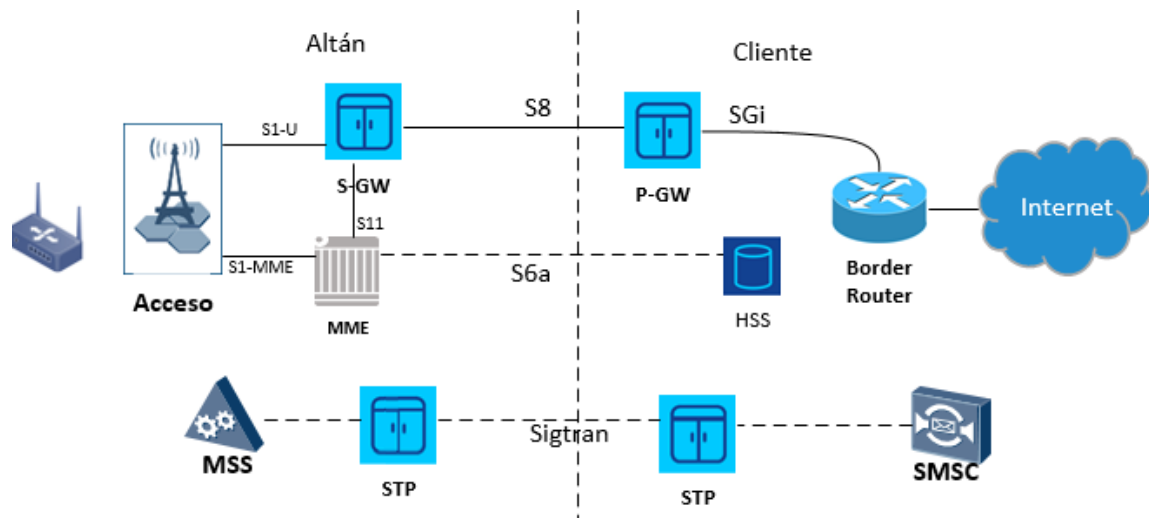 Altán
Cliente
S8
SGi
S1-U
S-GW
P-GW
Internet
S11
S1-MME
S6a
Acceso
MME
HSS
Border
Router
Sigtran
MSS
STP
STP
SMSC